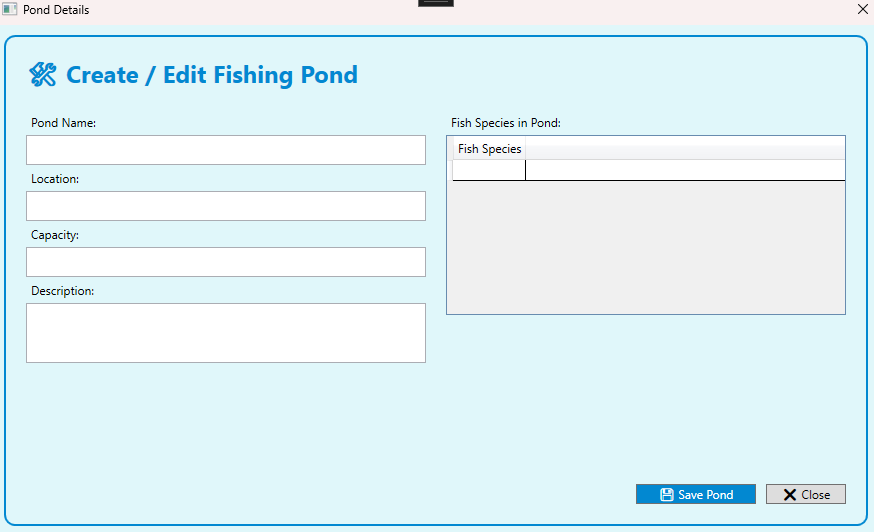 Pond Details
Create / Edit Fishing Pond
Pond Name:
Location:
Capacity:
Description:
Fish Species in Pond:
Fish Species
Save Pond
Close